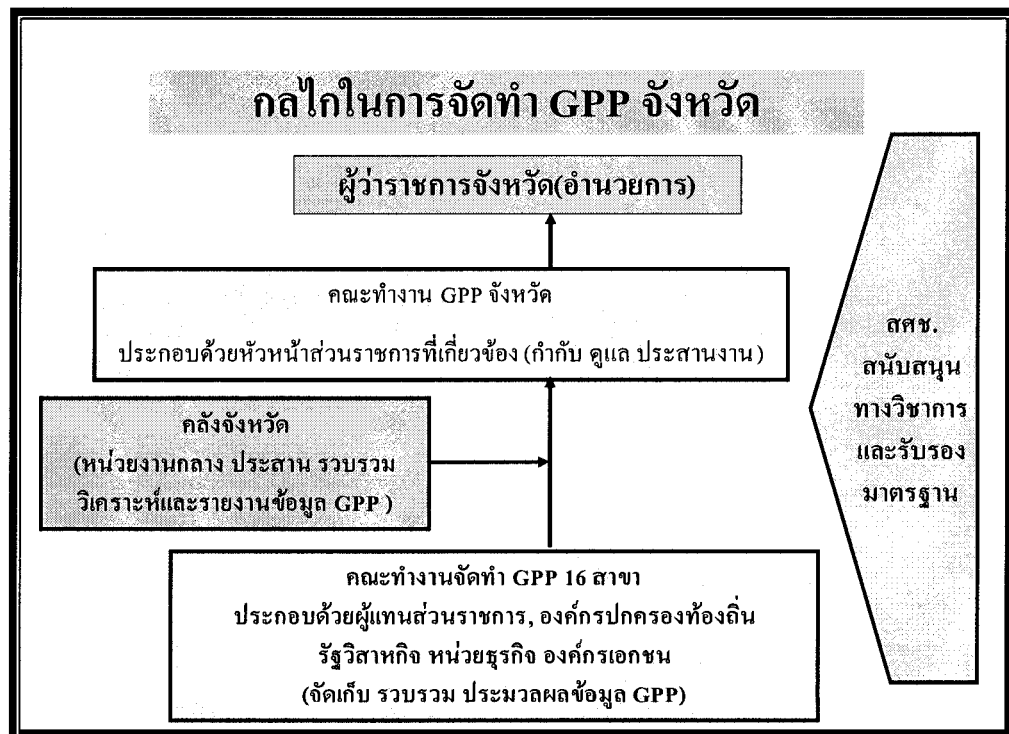 กลไกในการจัดทำ GPP จังหวัด
ผู้ว่าราชการจังหวัด(อำนวยการ)
คณะทำงาน GPP จังหวัด
ประกอบด้วยหัวหน้าส่วนราชการที่เกี่ยวข้อง (กำกับ ดูแล ประสานงาน )
คลังจังหวัด
(หน่วยงานกลาง ประสาน รวบรวม
วิเคราะห์และรายงานข้อมูล GPP )
คณะทำงานจัดทำ GPP 16 สาขา
ประกอบด้วยผู้แทนส่วนราชการ, องค์กรปกครองท้องถิ่น
รัฐวิสาหกิจ หน่วยธุรกิจ องค์กรเอกชน
(จัดเก็บ รวบรวม ประมวลผลข้อมูล GPP)
สศช.
สนับสนุน
ทางวิชาการ
และรับรอง
มาตรฐาน